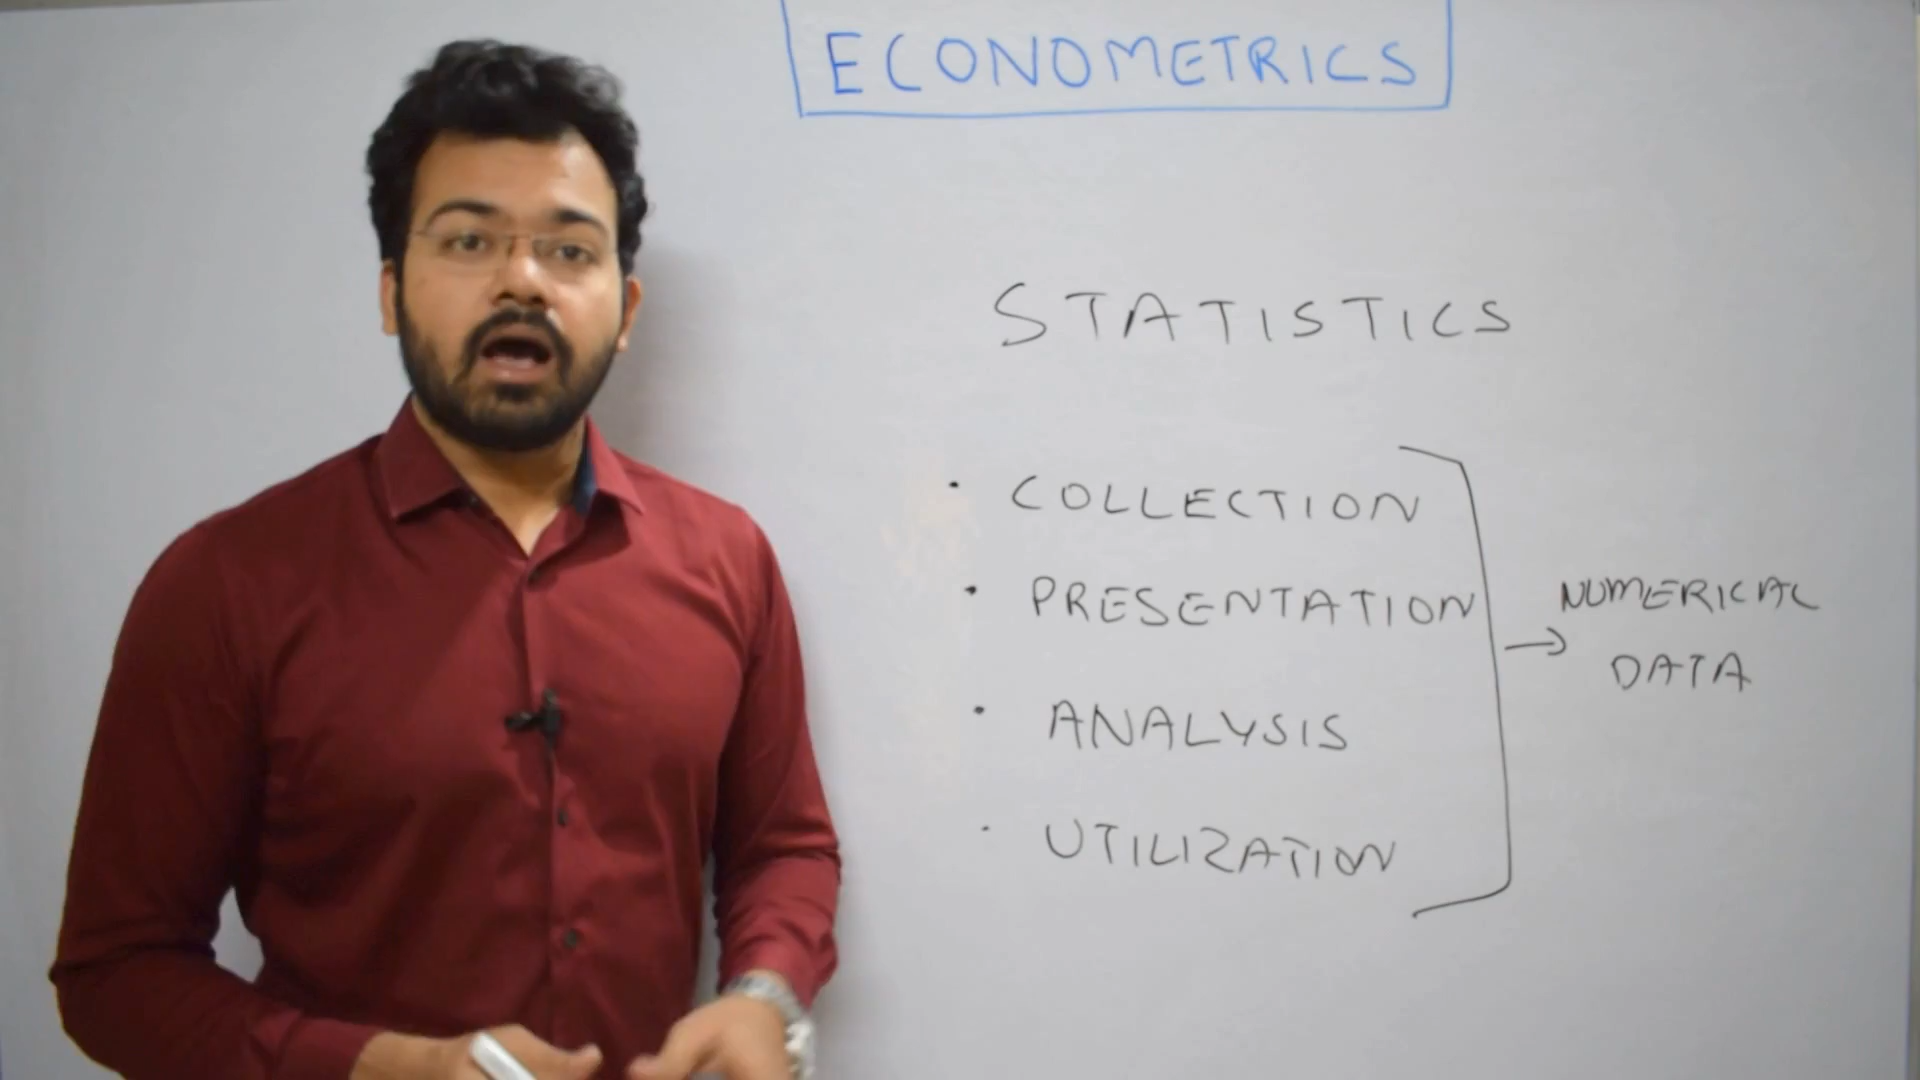 ECONOMETRICS
STATISTICS
• COLLECTION
• PRESENTATION
• ANALYSIS
• UTILIZATION
→ NUMERICAL
DATA